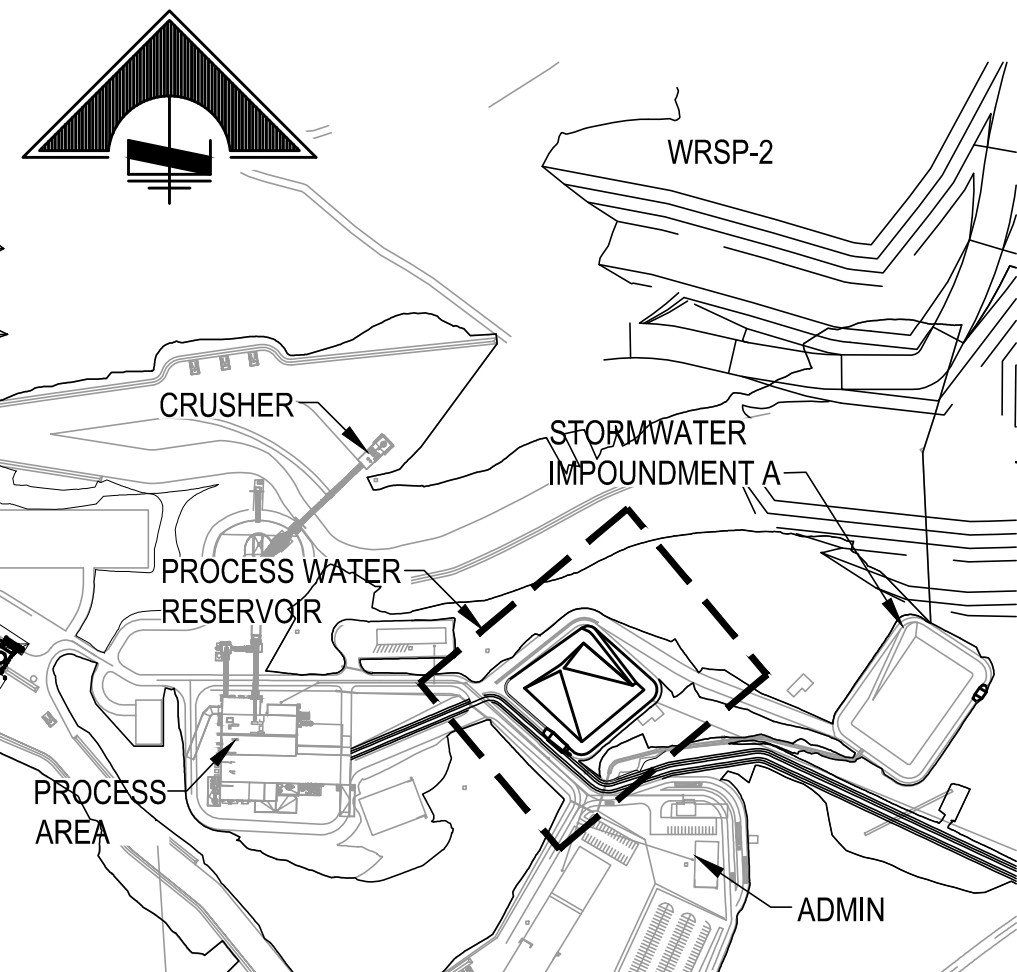 WRSP-2
CRUSHER
STORMWATER
IMPOUNDMENT A
PROCESS WATER
RESERVOIR
PROCESS
AREA
ADMIN